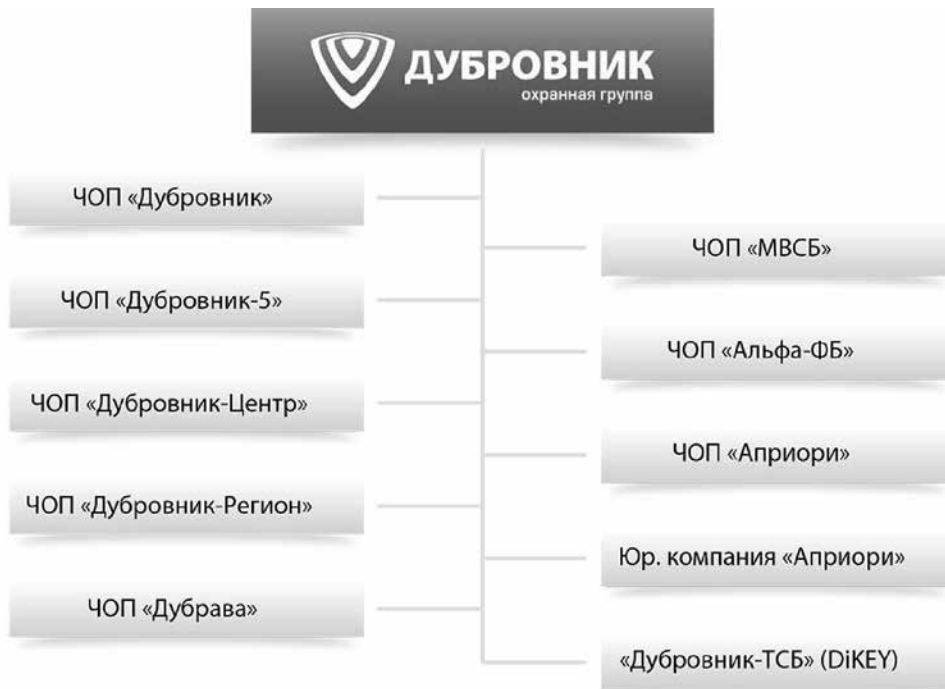 ДУБРОВНИК
охранная группа
ЧОП «Дубровник»
ЧОП «Дубровник-5»
ЧОП «Дубровник-Центр»
ЧОП «Дубровник-Регион»
ЧОП «Дубрава»
ЧОП «МВСБ»
ЧОП «Альфа-ФБ»
ЧОП «Априори»
Юр. компания «Априори»
«Дубровник-ТСБ» (DiKEY)